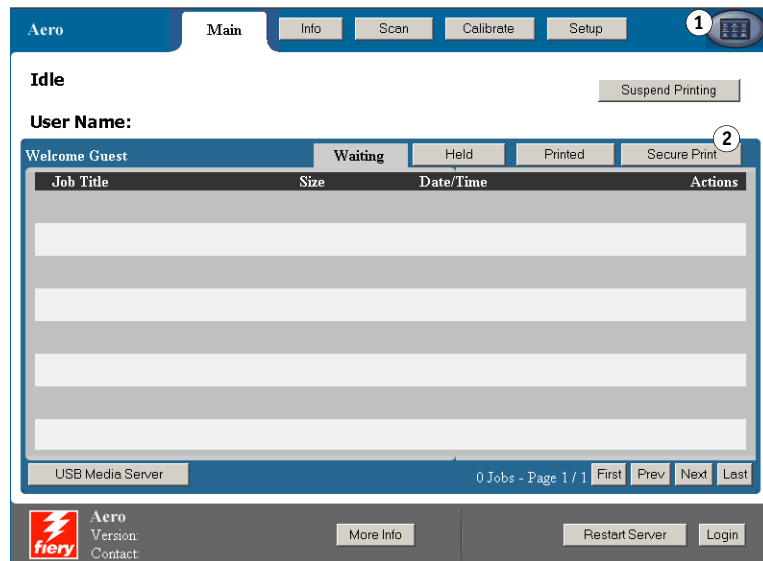 Aero Main Info Scan Calibrate Setup 1
Idle
Suspend Printing
User Name:
2
Welcome Guest Waiting Held Printed Secure Print
Job Title Size Date/Time Actions
USB Media Server 0 Jobs - Page 1 / 1 First Prev Next Last
Aero
Version:
Contact:
fiery
More Info Restart Server Login